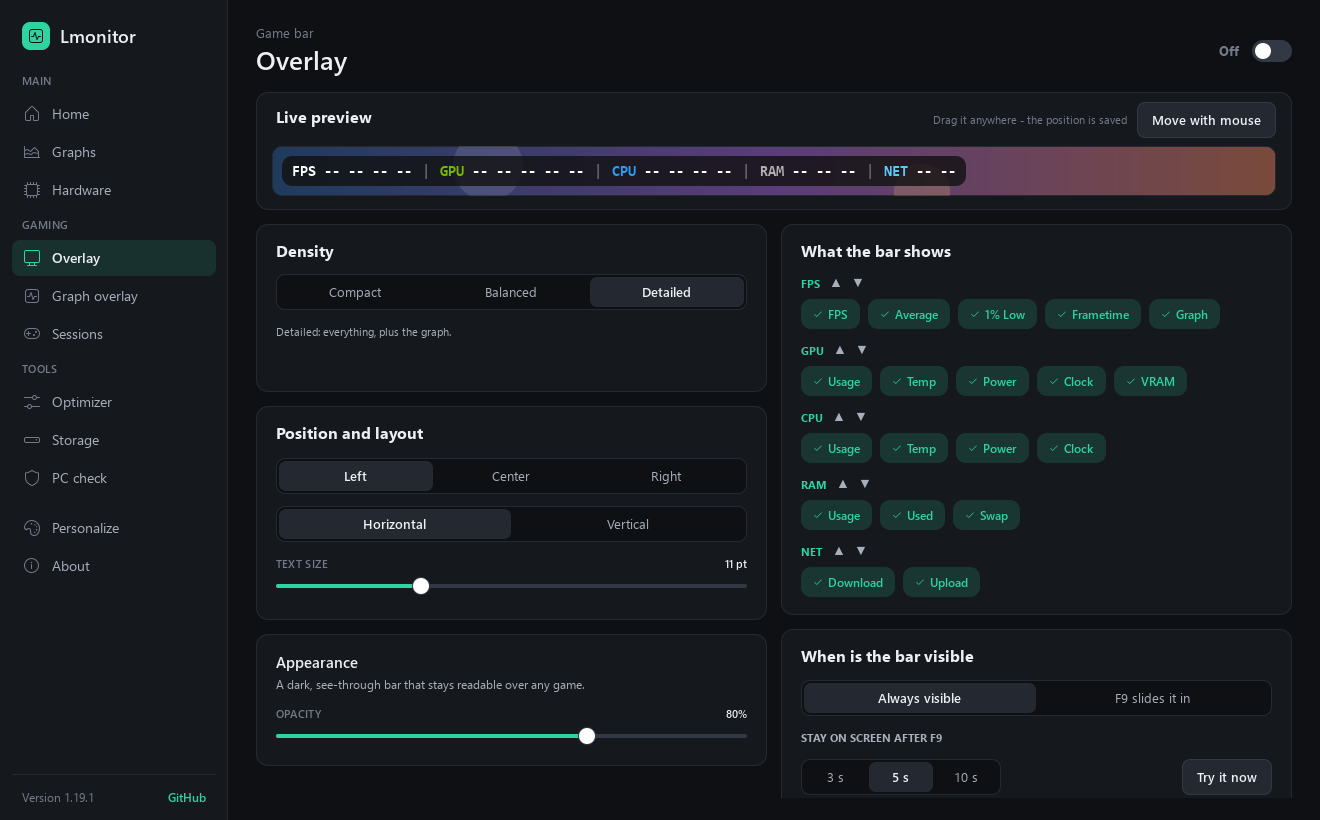 Lmonitor
MAIN
Home
Graphs
Hardware
GAMING
Overlay
Graph overlay
Sessions
TOOLS
Optimizer
Storage
PC check
Personalize
About
Version 1.19.1
GitHub
Game bar
Overlay
Off
Live preview
Drag it anywhere - the position is saved
Move with mouse
FPS -- -- -- -- | GPU -- -- -- -- -- | CPU -- -- -- -- | RAM -- -- -- | NET -- --
Density
Compact Balanced Detailed
Detailed: everything, plus the graph.
Position and layout
Left Center Right
Horizontal Vertical
TEXT SIZE 11 pt
Appearance
A dark, see-through bar that stays readable over any game.
OPACITY 80%
What the bar shows
FPS ▲ ▼
✓ FPS ✓ Average ✓ 1% Low ✓ Frametime ✓ Graph
GPU ▲ ▼
✓ Usage ✓ Temp ✓ Power ✓ Clock ✓ VRAM
CPU ▲ ▼
✓ Usage ✓ Temp ✓ Power ✓ Clock
RAM ▲ ▼
✓ Usage ✓ Used ✓ Swap
NET ▲ ▼
✓ Download ✓ Upload
When is the bar visible
Always visible F9 slides it in
STAY ON SCREEN AFTER F9
3 s 5 s 10 s Try it now